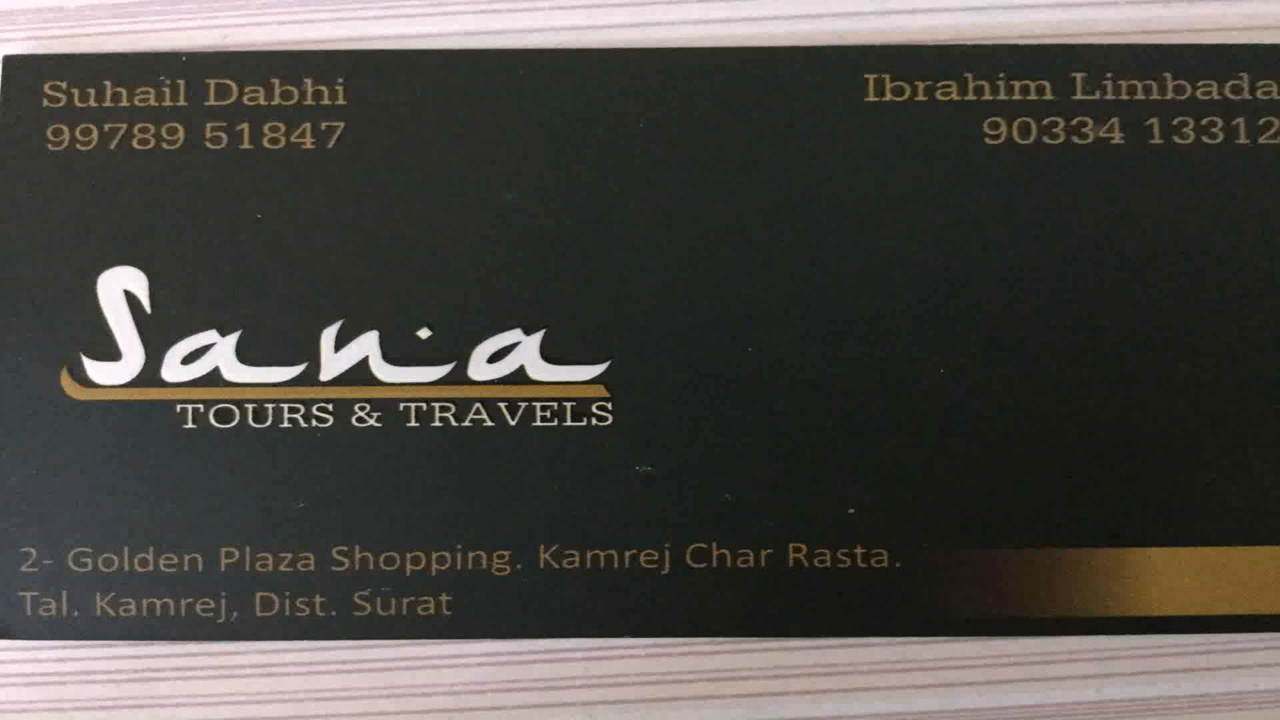 Suhail Dabhi
99789 51847
Ibrahim Limbada
90334 13312
Sana
TOURS & TRAVELS
2- Golden Plaza Shopping. Kamrej Char Rasta.
Tal. Kamrej, Dist. Surat